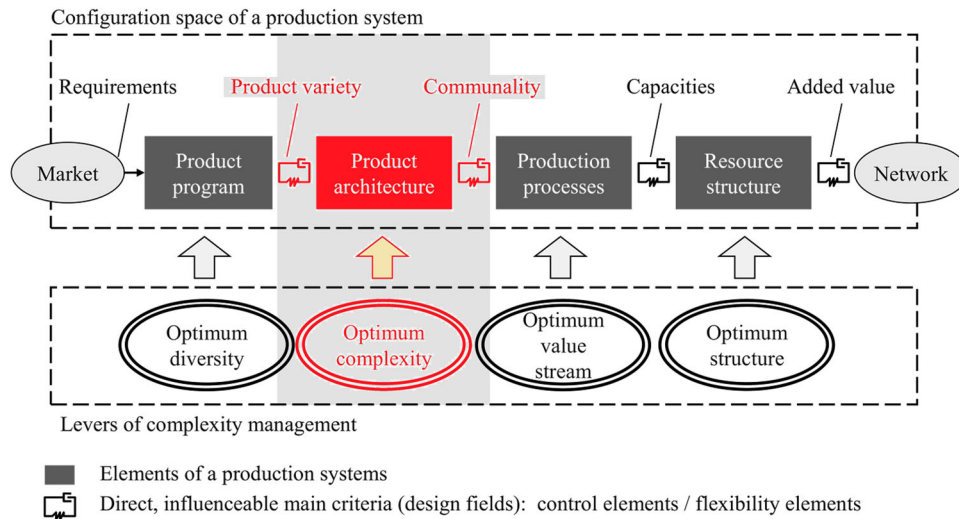 Configuration space of a production system
Requirements
Product variety
Communality
Capacities
Added value
Market
Product
program
Product
architecture
Production
processes
Resource
structure
Network
Optimum
diversity
Optimum
complexity
Optimum
value
stream
Optimum
structure
Levers of complexity management
Elements of a production systems
Direct, influenceable main criteria (design fields): control elements / flexibility elements